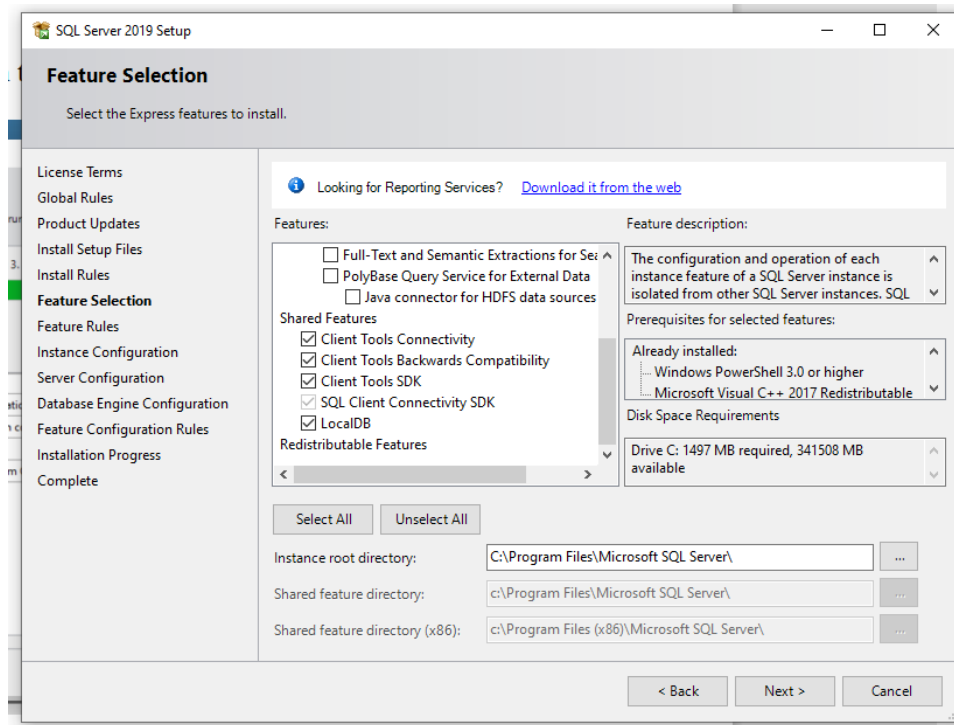 SQL Server 2019 Setup
Feature Selection
Select the Express features to install.
License Terms
Global Rules
Product Updates
Install Setup Files
Install Rules
Feature Selection
Feature Rules
Instance Configuration
Server Configuration
Database Engine Configuration
Feature Configuration Rules
Installation Progress
Complete
Looking for Reporting Services? Download it from the web
Features:
Full-Text and Semantic Extractions for Sea
PolyBase Query Service for External Data
Java connector for HDFS data sources
Shared Features
Client Tools Connectivity
Client Tools Backwards Compatibility
Client Tools SDK
SQL Client Connectivity SDK
LocalDB
Redistributable Features
Feature description:
The configuration and operation of each
instance feature of a SQL Server instance is
isolated from other SQL Server instances. SQL
Prerequisites for selected features:
Already installed:
Windows PowerShell 3.0 or higher
Microsoft Visual C++ 2017 Redistributable
Disk Space Requirements
Drive C: 1497 MB required, 341508 MB
available
Select All
Unselect All
Instance root directory:
C:\Program Files\Microsoft SQL Server\
...
Shared feature directory:
c:\Program Files\Microsoft SQL Server\
...
Shared feature directory (x86):
c:\Program Files (x86)\Microsoft SQL Server\
...
< Back
Next >
Cancel